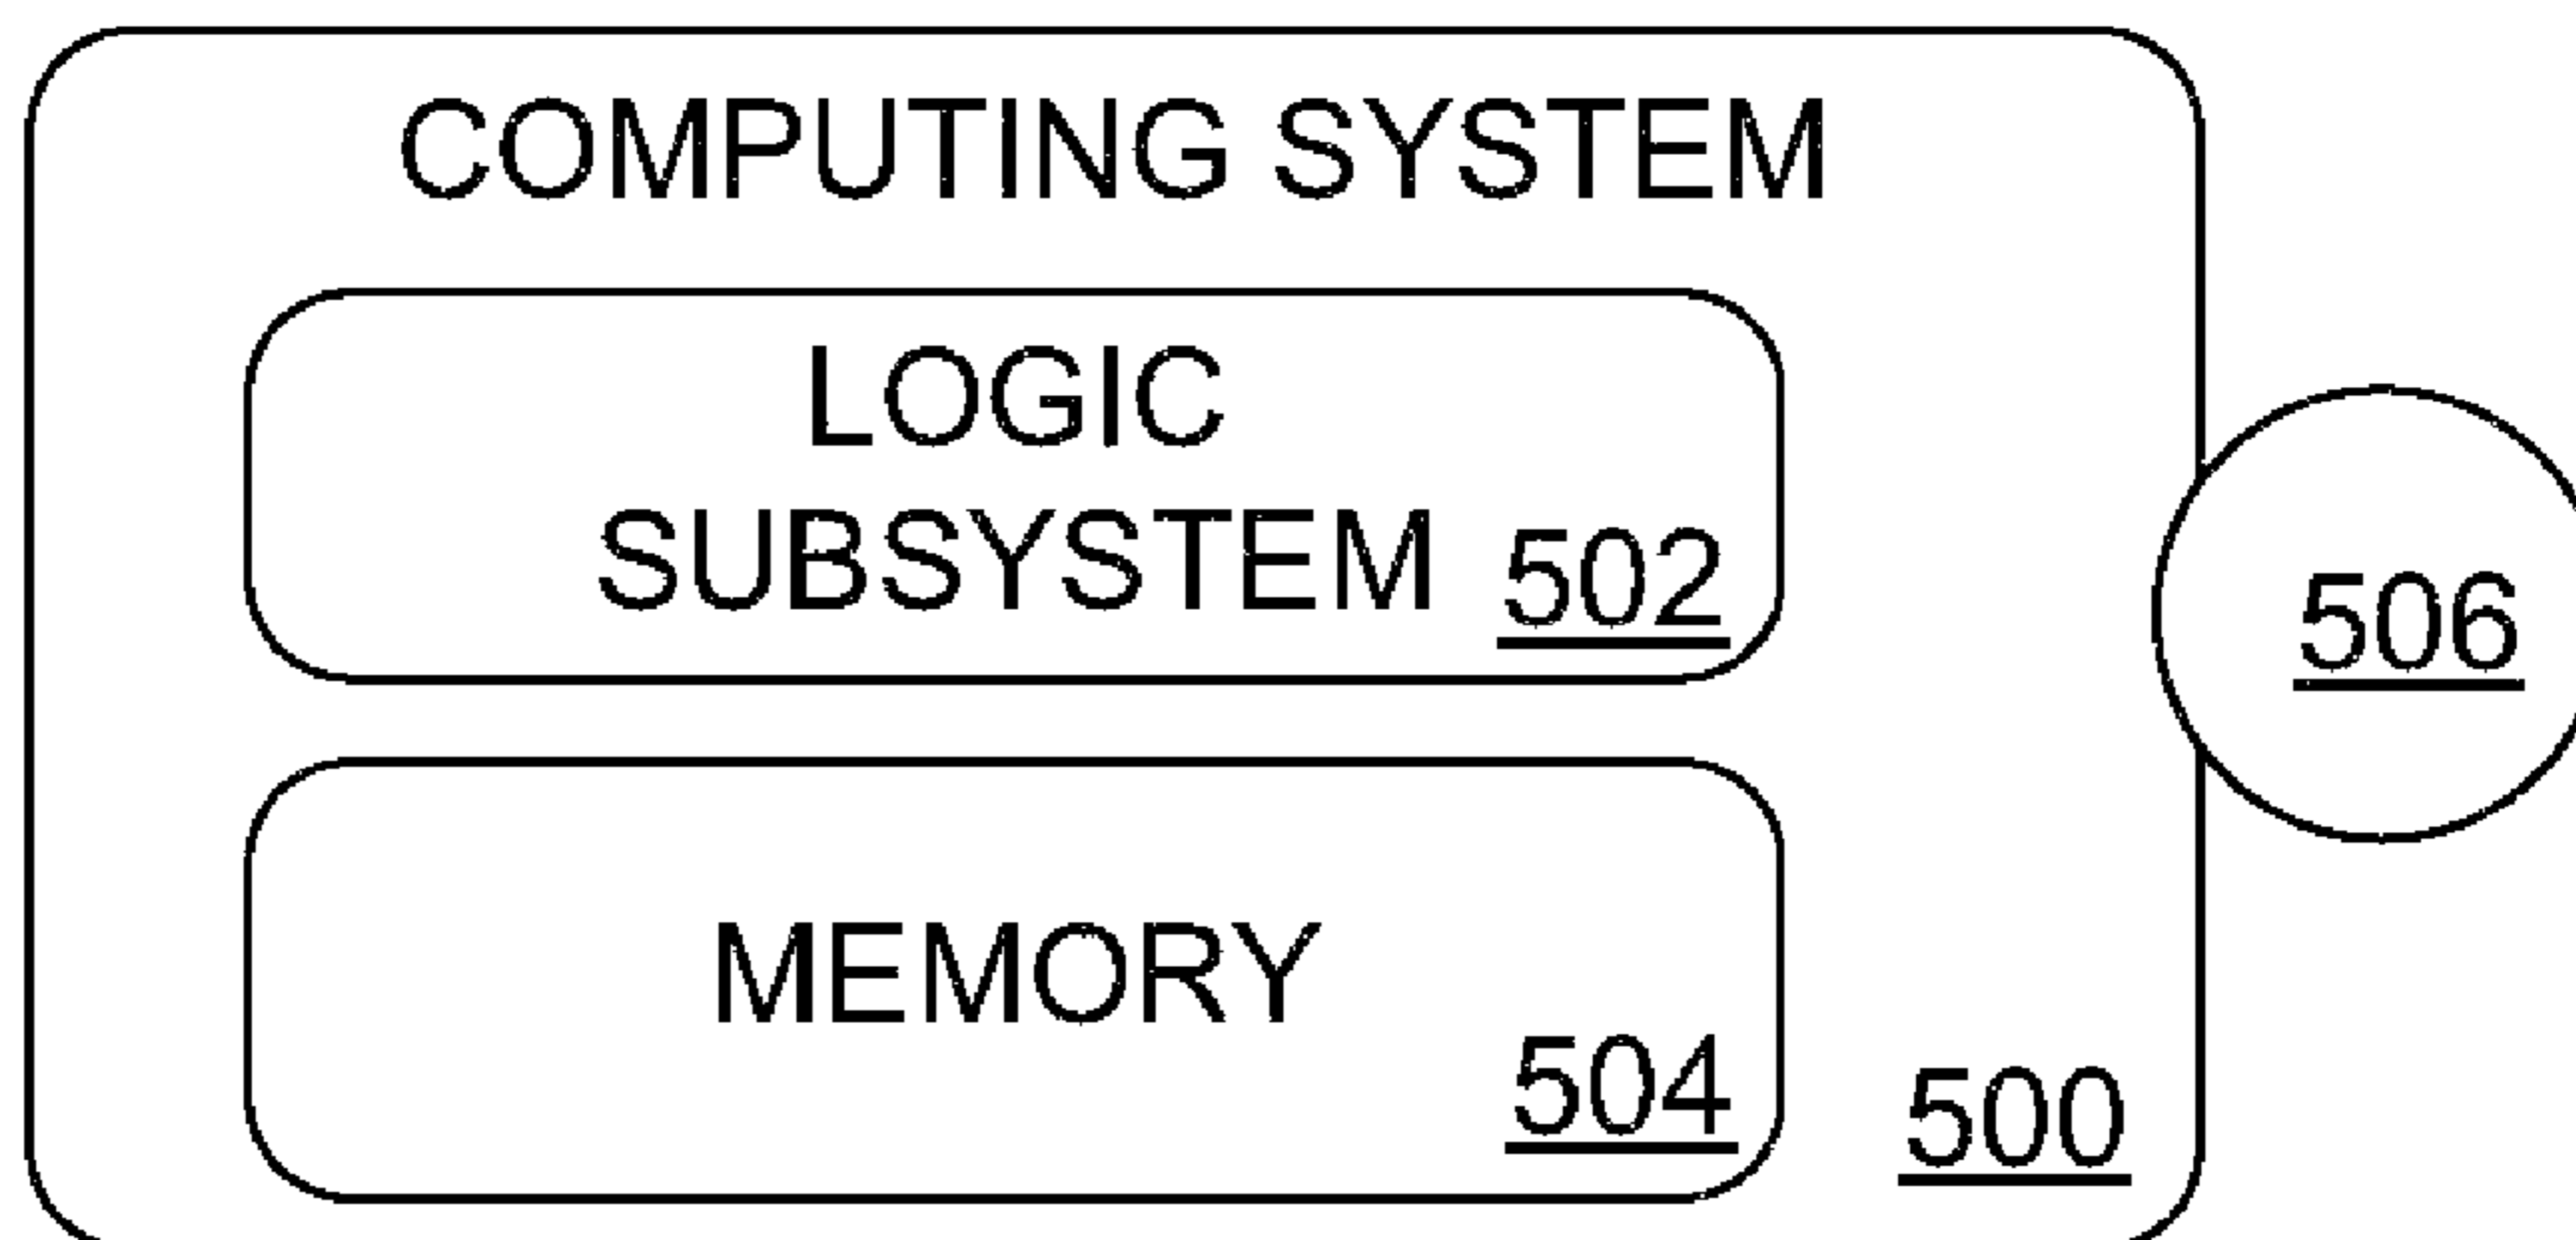 COMPUTING SYSTEM
LOGIC
SUBSYSTEM 502
506
MEMORY
504
500